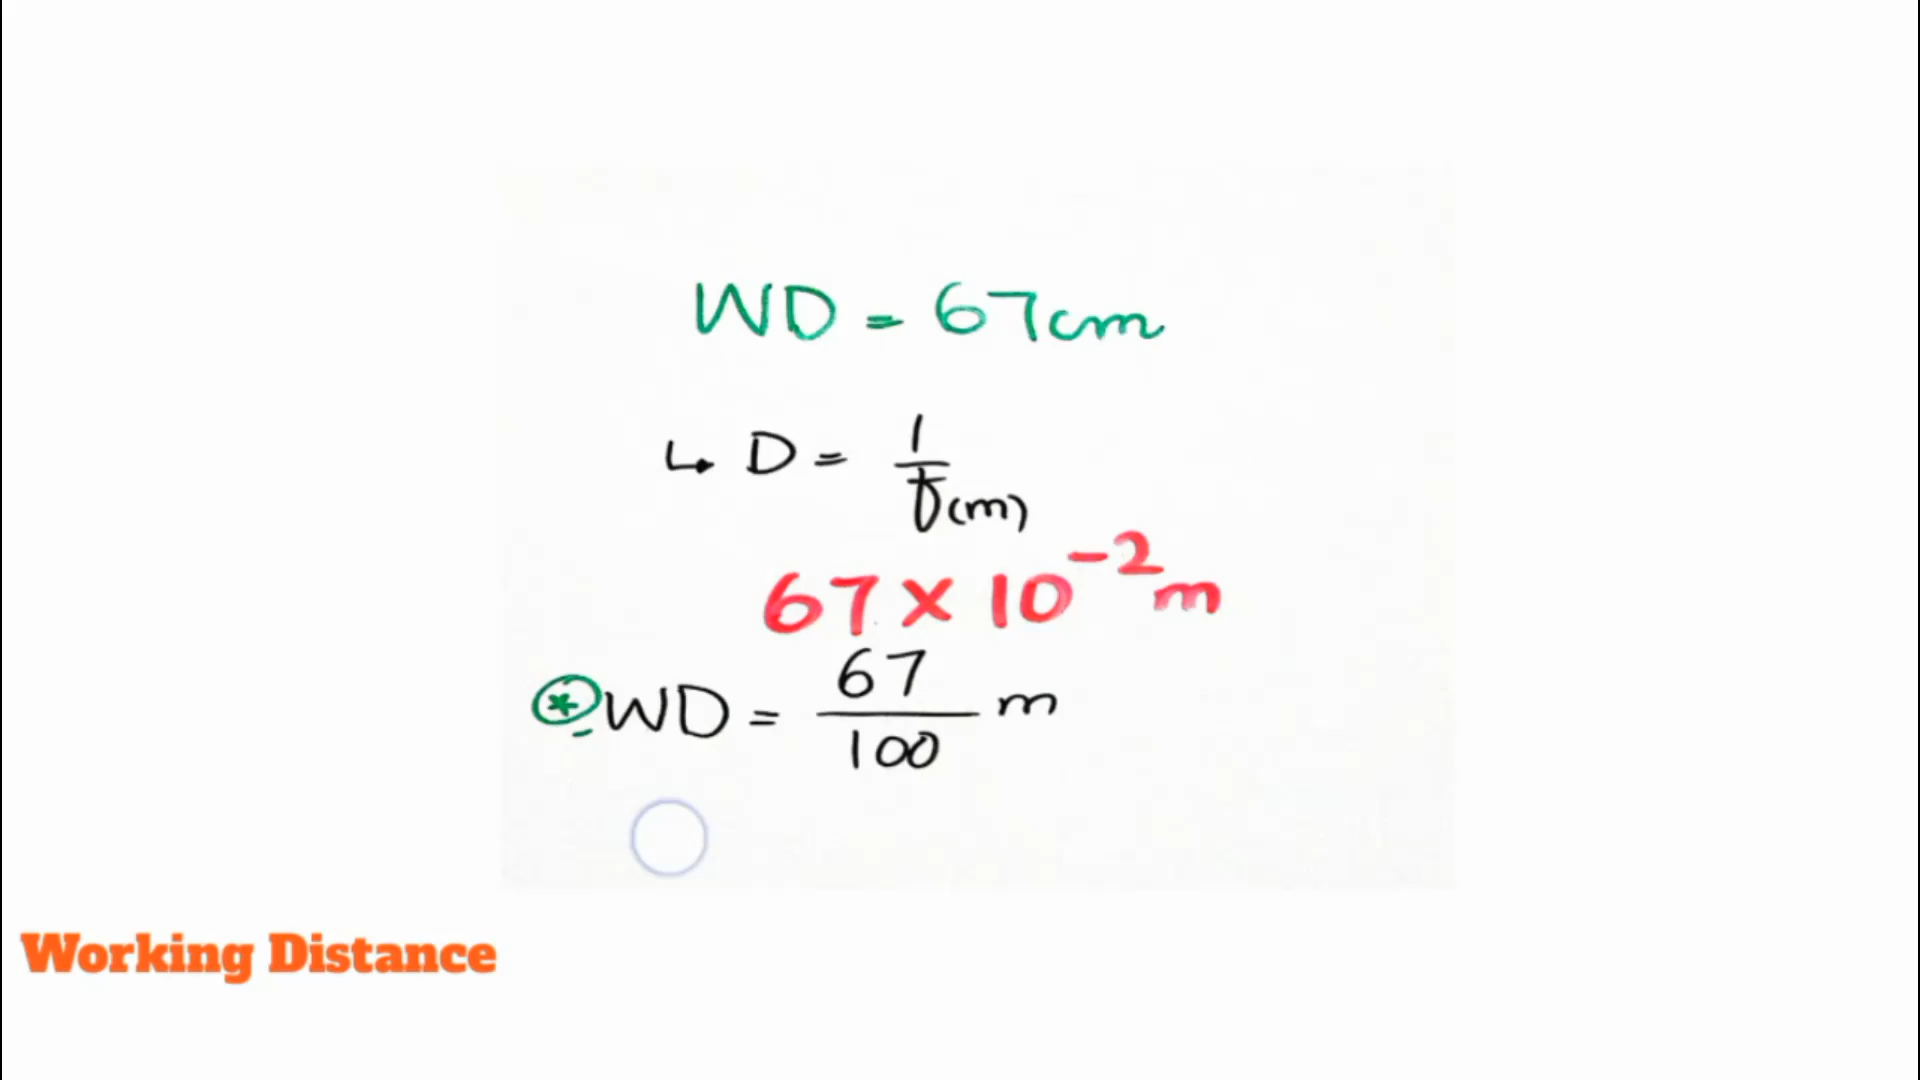 WD = 67cm
↳ D = 1/f(m)
67 × 10⁻² m
* WD = 67/100 m
Working Distance